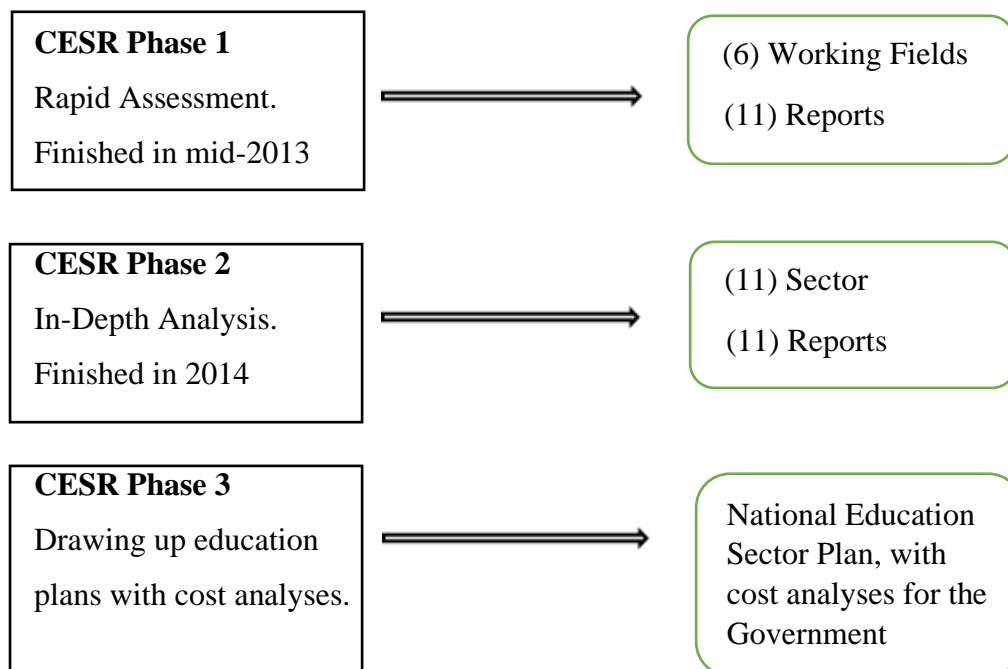 CESR Phase 1
Rapid Assessment.
Finished in mid-2013
(6) Working Fields
(11) Reports
CESR Phase 2
In-Depth Analysis.
Finished in 2014
(11) Sector
(11) Reports
CESR Phase 3
Drawing up education
plans with cost analyses.
National Education
Sector Plan, with
cost analyses for the
Government